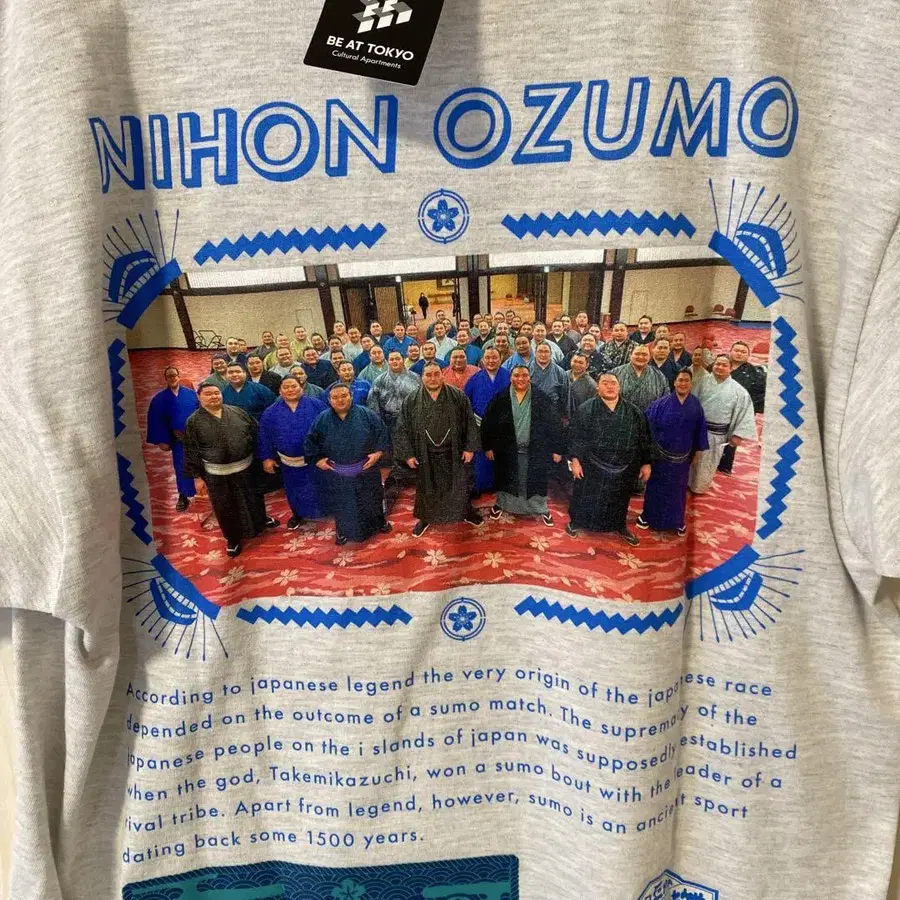 BE AT TOKYO
Cultural Apartments
NIHON OZUMO
According to japanese legend the very origin of the japanese race
depended on the outcome of a sumo match. The supremacy of the
japanese people on the i slands of japan was supposedly established
when the god, Takemikazuchi, won a sumo bout with the leader of a
rival tribe. Apart from legend, however, sumo is an ancient sport
dating back some 1500 years.